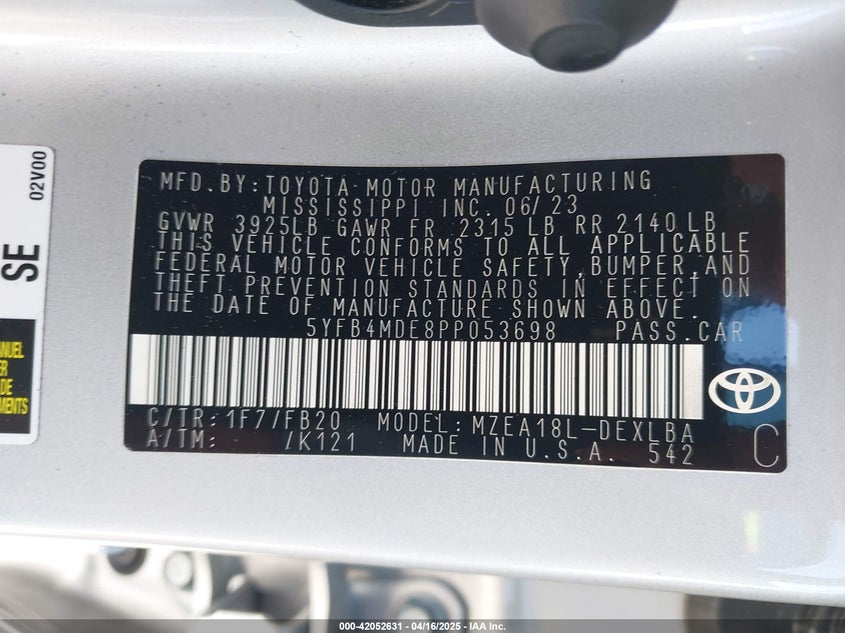 MFD. BY: TOYOTA MOTOR MANUFACTURING
MISSISSIPPI INC. 06/23
GVWR 3925LB GAWR FR 2315 LB RR 2140 LB
THIS VEHICLE CONFORMS TO ALL APPLICABLE
FEDERAL MOTOR VEHICLE SAFETY, BUMPER, AND
THEFT PREVENTION STANDARDS IN EFFECT ON
THE DATE OF MANUFACTURE SHOWN ABOVE.
5YFB4MDE8PP053698 PASS. CAR
C/TR: 1F7/FB20 MODEL: MZEA18L-DEXLBA
A/TM: /K121 MADE IN U.S.A. 542 C
02V00
SE
MENTS
000-42052631 - 04/16/2025 - IAA Inc.